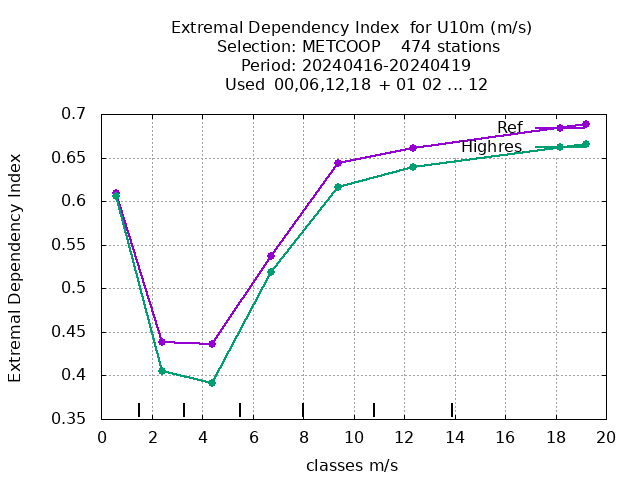 Extremal Dependency Index  for U10m (m/s)
Selection: METCOOP    474 stations
Period: 20240416-20240419
Used  00,06,12,18 + 01 02 ... 12
Extremal Dependency Index
0.7
0.65
0.6
0.55
0.5
0.45
0.4
0.35
Ref
Highres
0 2 4 6 8 10 12 14 16 18 20
classes m/s